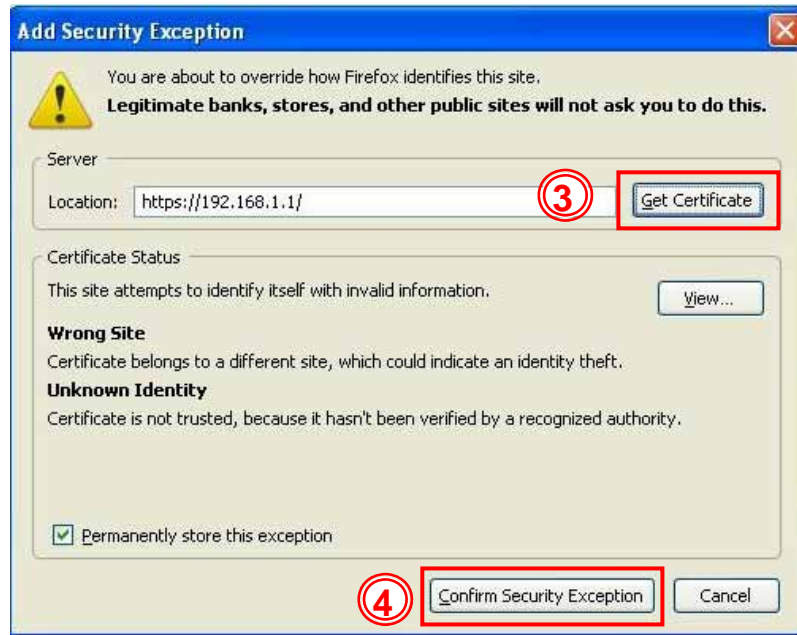 Add Security Exception
You are about to override how Firefox identifies this site.
Legitimate banks, stores, and other public sites will not ask you to do this.
Server
Location: https://192.168.1.1/ 3 Get Certificate
Certificate Status
This site attempts to identify itself with invalid information. View...
Wrong Site
Certificate belongs to a different site, which could indicate an identity theft.
Unknown Identity
Certificate is not trusted, because it hasn't been verified by a recognized authority.
Permanently store this exception
4 Confirm Security Exception Cancel